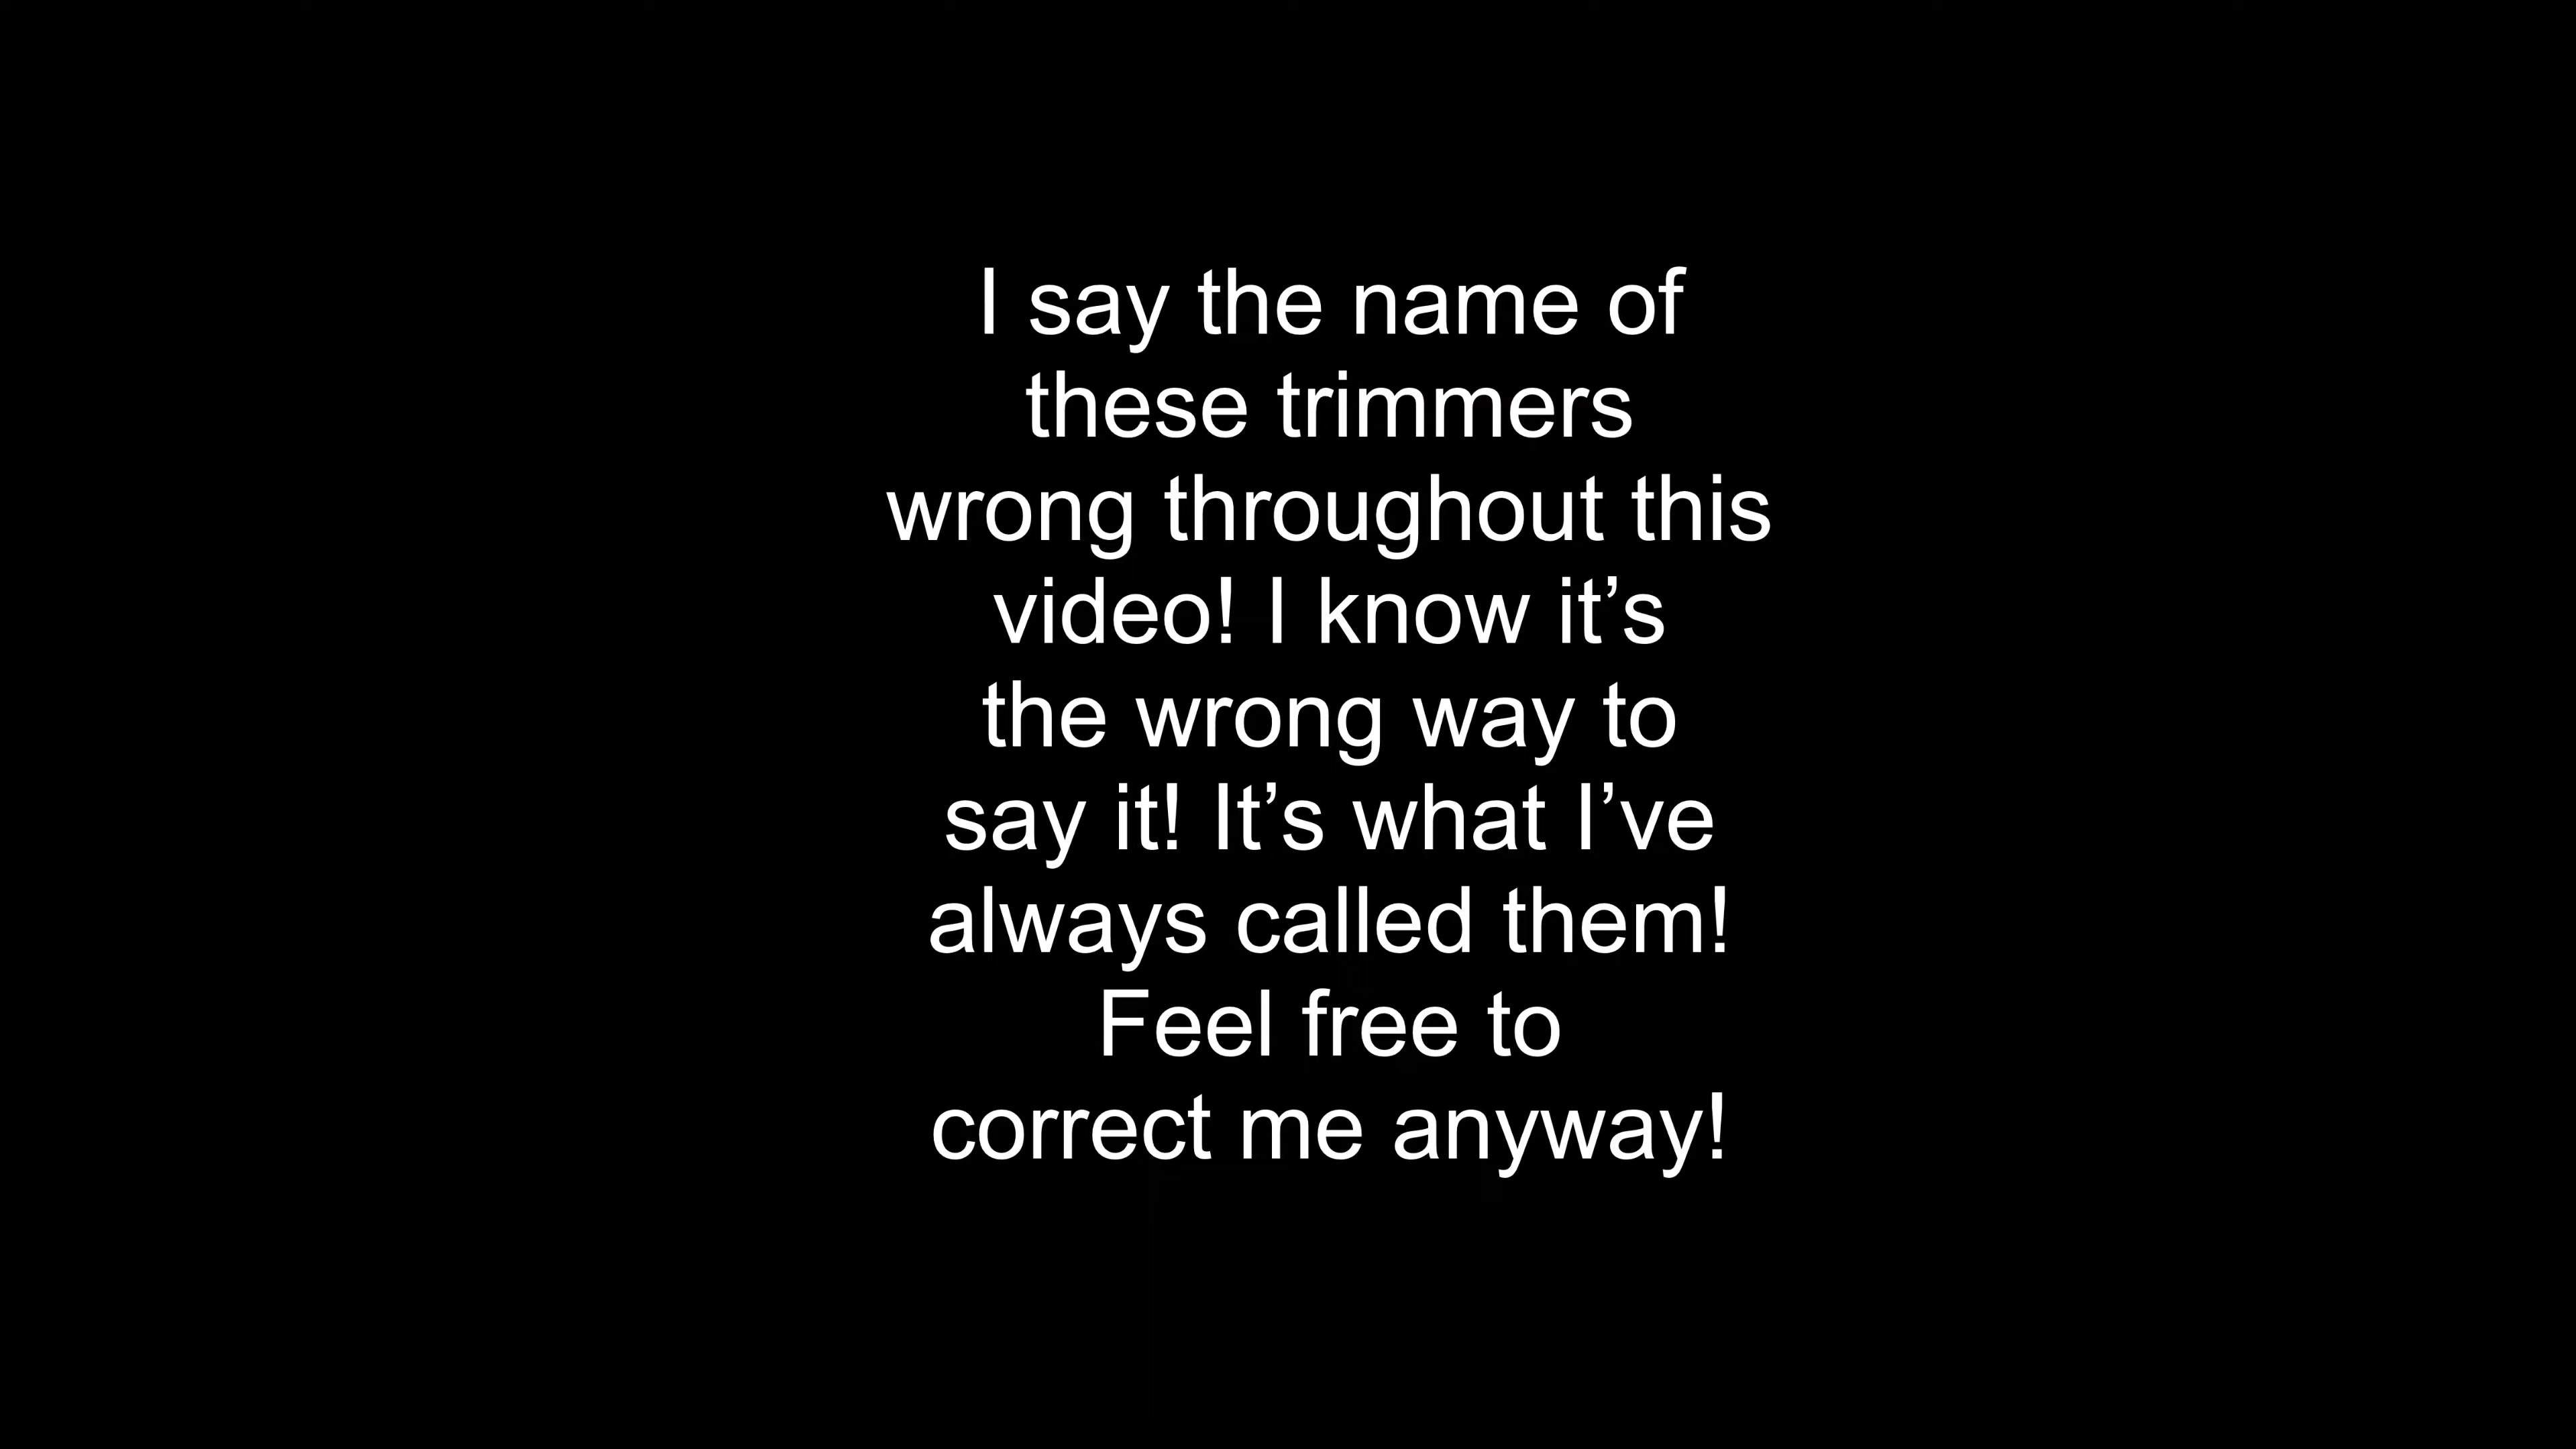 I say the name of
these trimmers
wrong throughout this
video! I know it’s
the wrong way to
say it! It’s what I’ve
always called them!
Feel free to
correct me anyway!